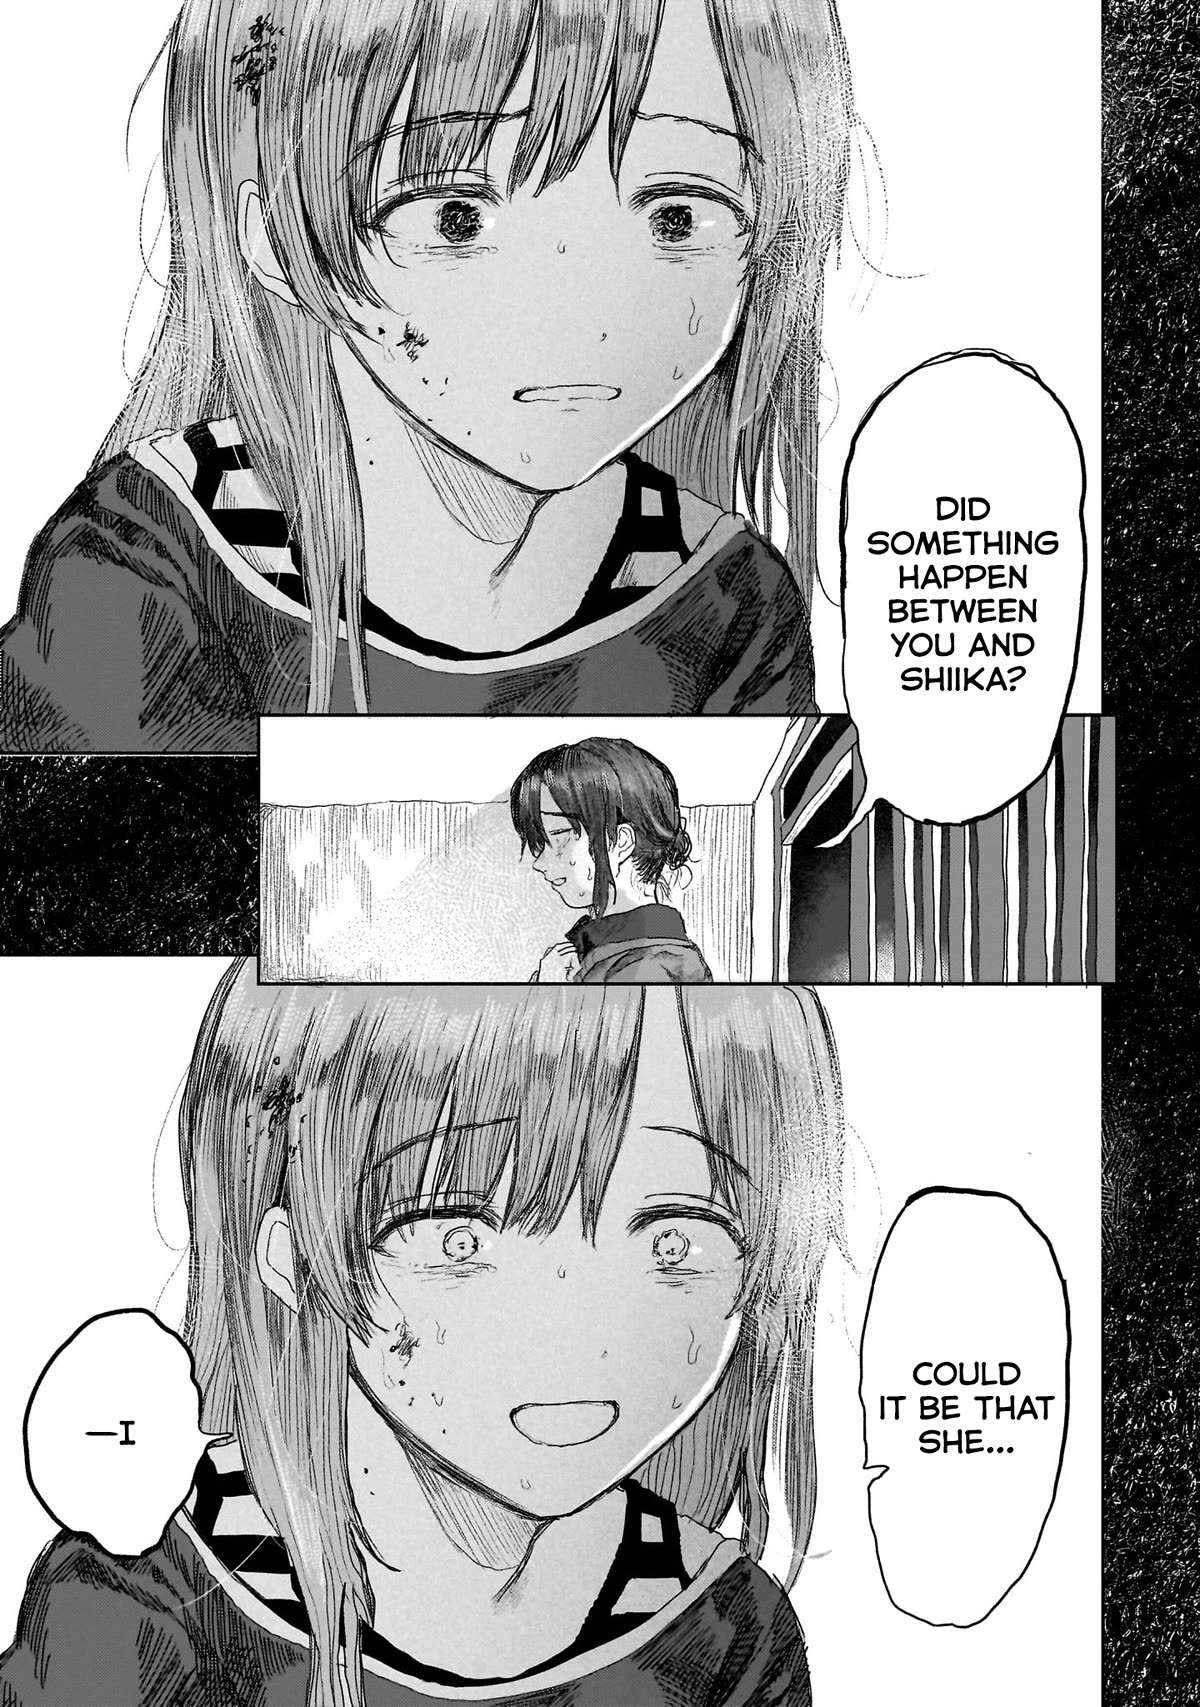 DID
SOMETHING
HAPPEN
BETWEEN
YOU AND
SHIIKA?
COULD
IT BE THAT
SHE...
—I